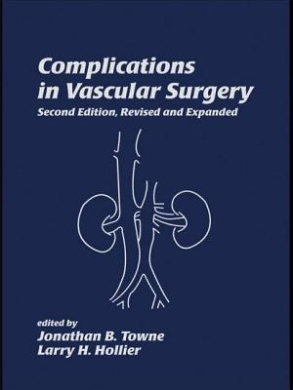 Complications
in Vascular Surgery
Second Edition, Revised and Expanded
edited by
Jonathan B. Towne
Larry H. Hollier